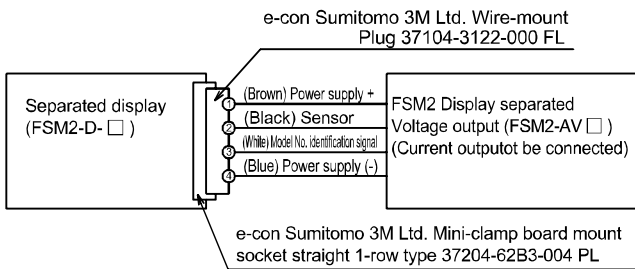 e-con Sumitomo 3M Ltd. Wire-mount
Plug 37104-3122-000 FL
Separated display
(FSM2-D- □ )
1 (Brown) Power supply +
2 (Black) Sensor
3 (White) Model No. identification signal
4 (Blue) Power supply (-)
FSM2 Display separated
Voltage output (FSM2-AV □ )
(Current outputot be connected)
e-con Sumitomo 3M Ltd. Mini-clamp board mount
socket straight 1-row type 37204-62B3-004 PL